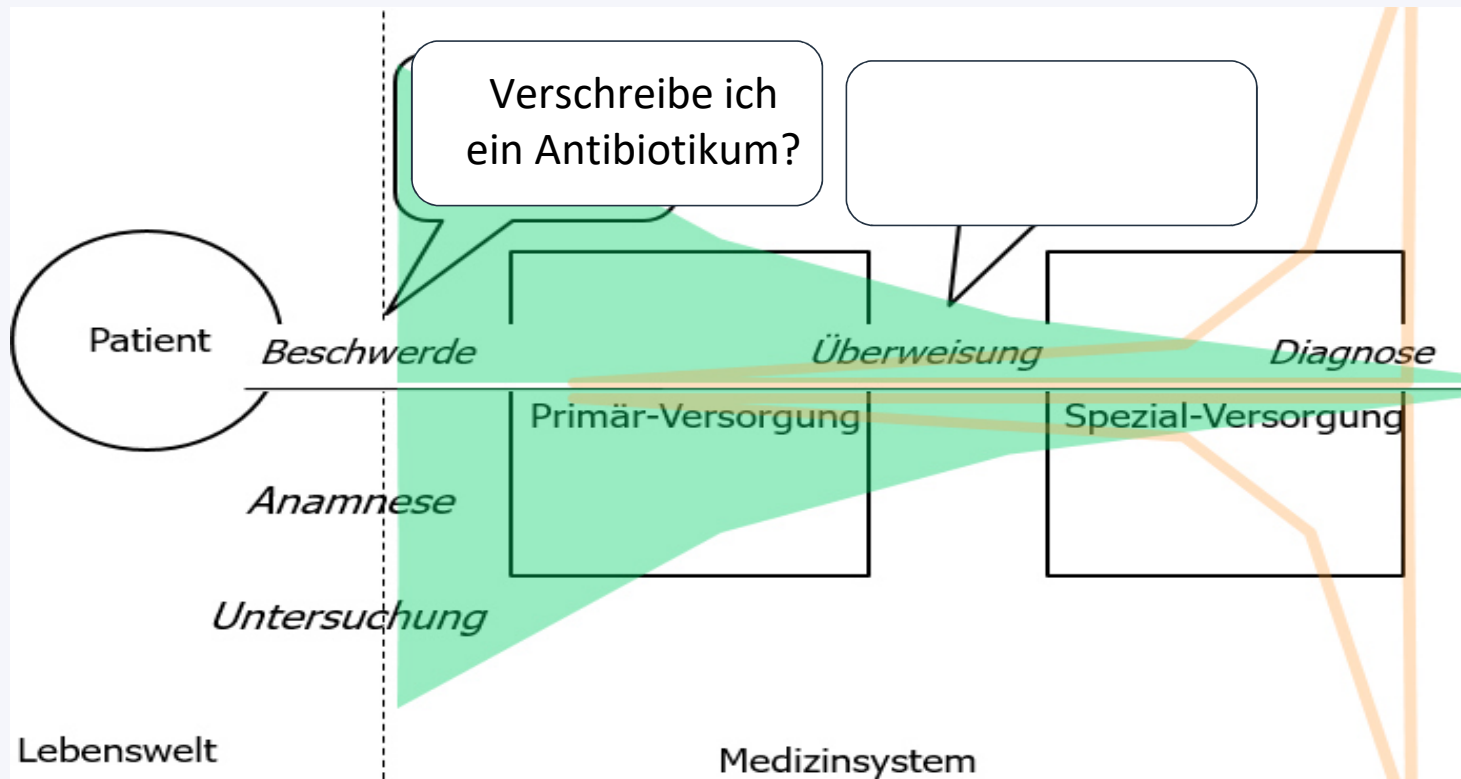 Verschreibe ich
ein Antibiotikum?
Patient
Beschwerde
Überweisung
Diagnose
Primär-Versorgung
Spezial-Versorgung
Anamnese
Untersuchung
Lebenswelt
Medizinsystem